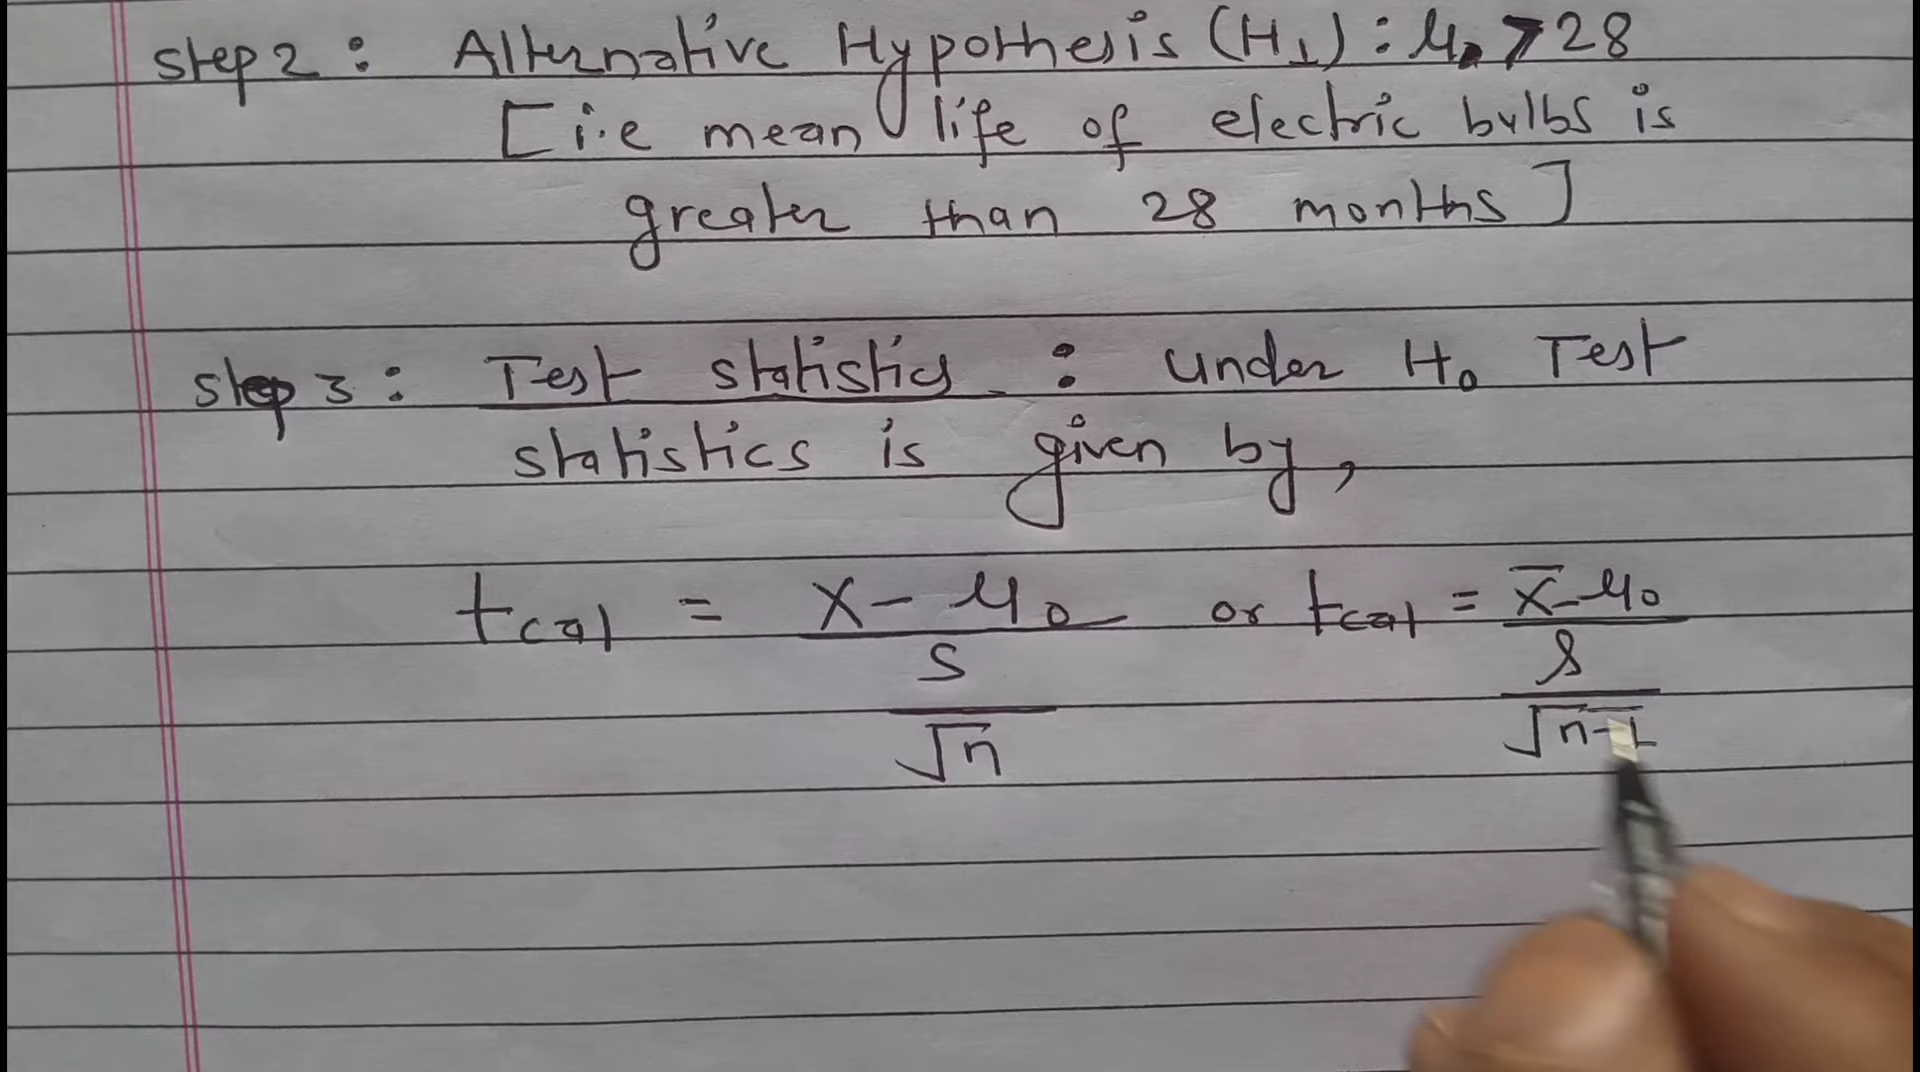 Step 2 : Alternative Hypothesis (H₁) : μ > 28
[i.e mean life of electric bulbs is
greater than 28 months]
Step 3 : Test statistics : under H₀ Test
statistics is given by,
tcal = x - μ₀ / s / √n or tcal = x̄ - μ₀ / s / √n-1